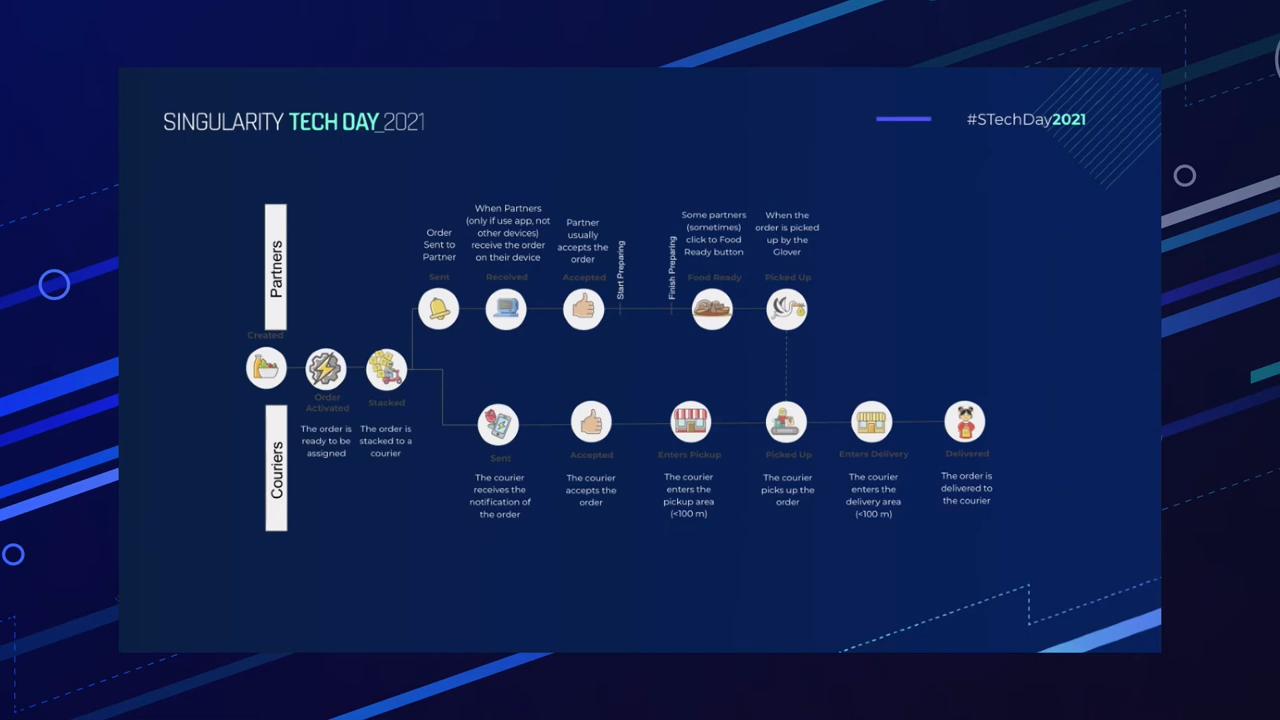 SINGULARITY TECH DAY_2021
#STechDay2021
Partners
Order
Sent to
Partner
Sent
When Partners
(only if use app, not
other devices)
receive the order
on their device
Received
Partner
usually
accepts the
order
Accepted
Start Preparing
Finish Preparing
Some partners
(sometimes)
click to Food
Ready button
Food Ready
When the
order is picked
up by the
Glover
Picked Up
Created
Order
Activated
The order is
ready to be
assigned
Stacked
The order is
stacked to a
courier
Couriers
Sent
The courier
receives the
notification of
the order
Accepted
The courier
accepts the
order
Enters Pickup
The courier
enters the
pickup area
(<100 m)
Picked Up
The courier
picks up the
order
Enters Delivery
The courier
enters the
delivery area
(<100 m)
Delivered
The order is
delivered to
the courier